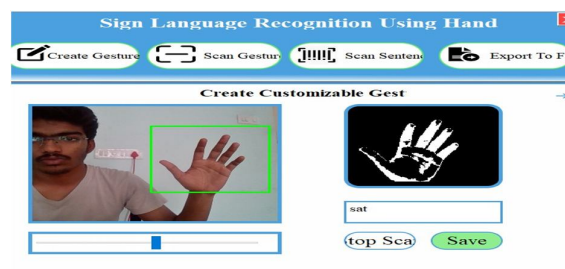 Sign Language Recognition Using Hand
Create Gesture Scan Gestur Scan Senten Export To F
Create Customizable Gest
sat
top Sca Save